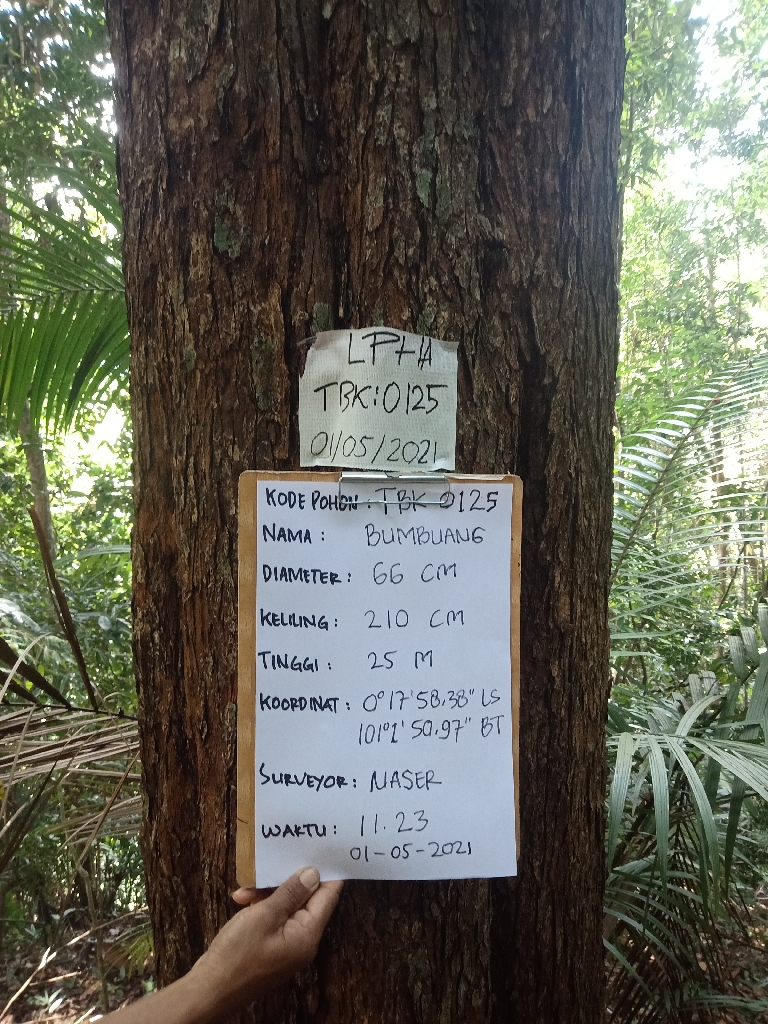 LPHA
TBK:0125
01/05/2021
KODE POHON : TBK 0125
NAMA : BUMBUANG
DIAMETER : 66 CM
KELILING : 210 CM
TINGGI : 25 M
KOORDINAT : 0°17'58.38" LS
101°1'50.97" BT
SURVEYOR : NASER
WAKTU : 11.23
01-05-2021